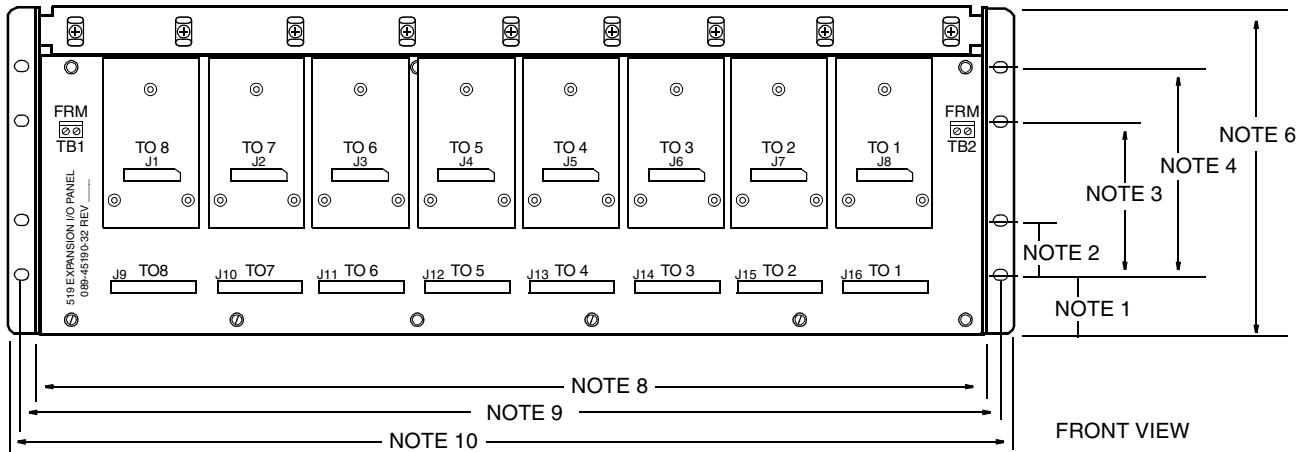 FRM
TB1
TO 8
J1
TO 7
J2
TO 6
J3
TO 5
J4
TO 4
J5
TO 3
J6
TO 2
J7
TO 1
J8
FRM
TB2
519 EXPANSION I/O PANEL
089-45190-32 REV ____
J9 TO8
J10 TO7
J11 TO 6
J12 TO 5
J13 TO 4
J14 TO 3
J15 TO 2
J16 TO 1
NOTE 6
NOTE 4
NOTE 3
NOTE 2
NOTE 1
NOTE 8
NOTE 9
NOTE 10
FRONT VIEW